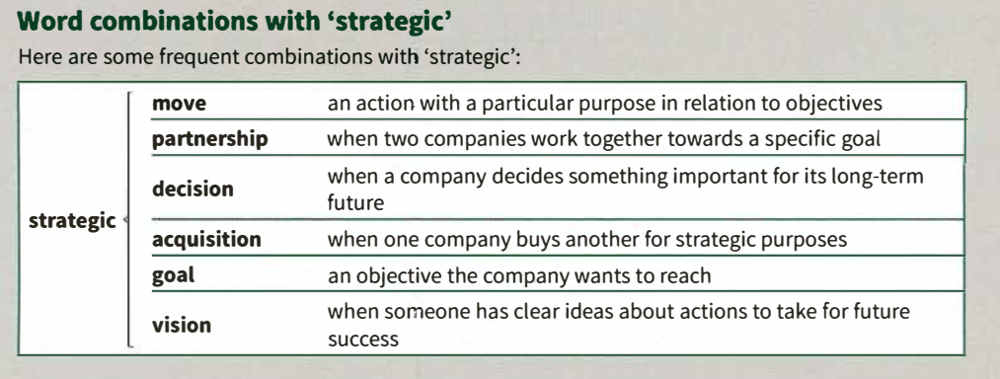 Word combinations with ‘strategic’
Here are some frequent combinations with ‘strategic’:
strategic
move an action with a particular purpose in relation to objectives
partnership when two companies work together towards a specific goal
decision when a company decides something important for its long-term
future
acquisition when one company buys another for strategic purposes
goal an objective the company wants to reach
vision when someone has clear ideas about actions to take for future
success